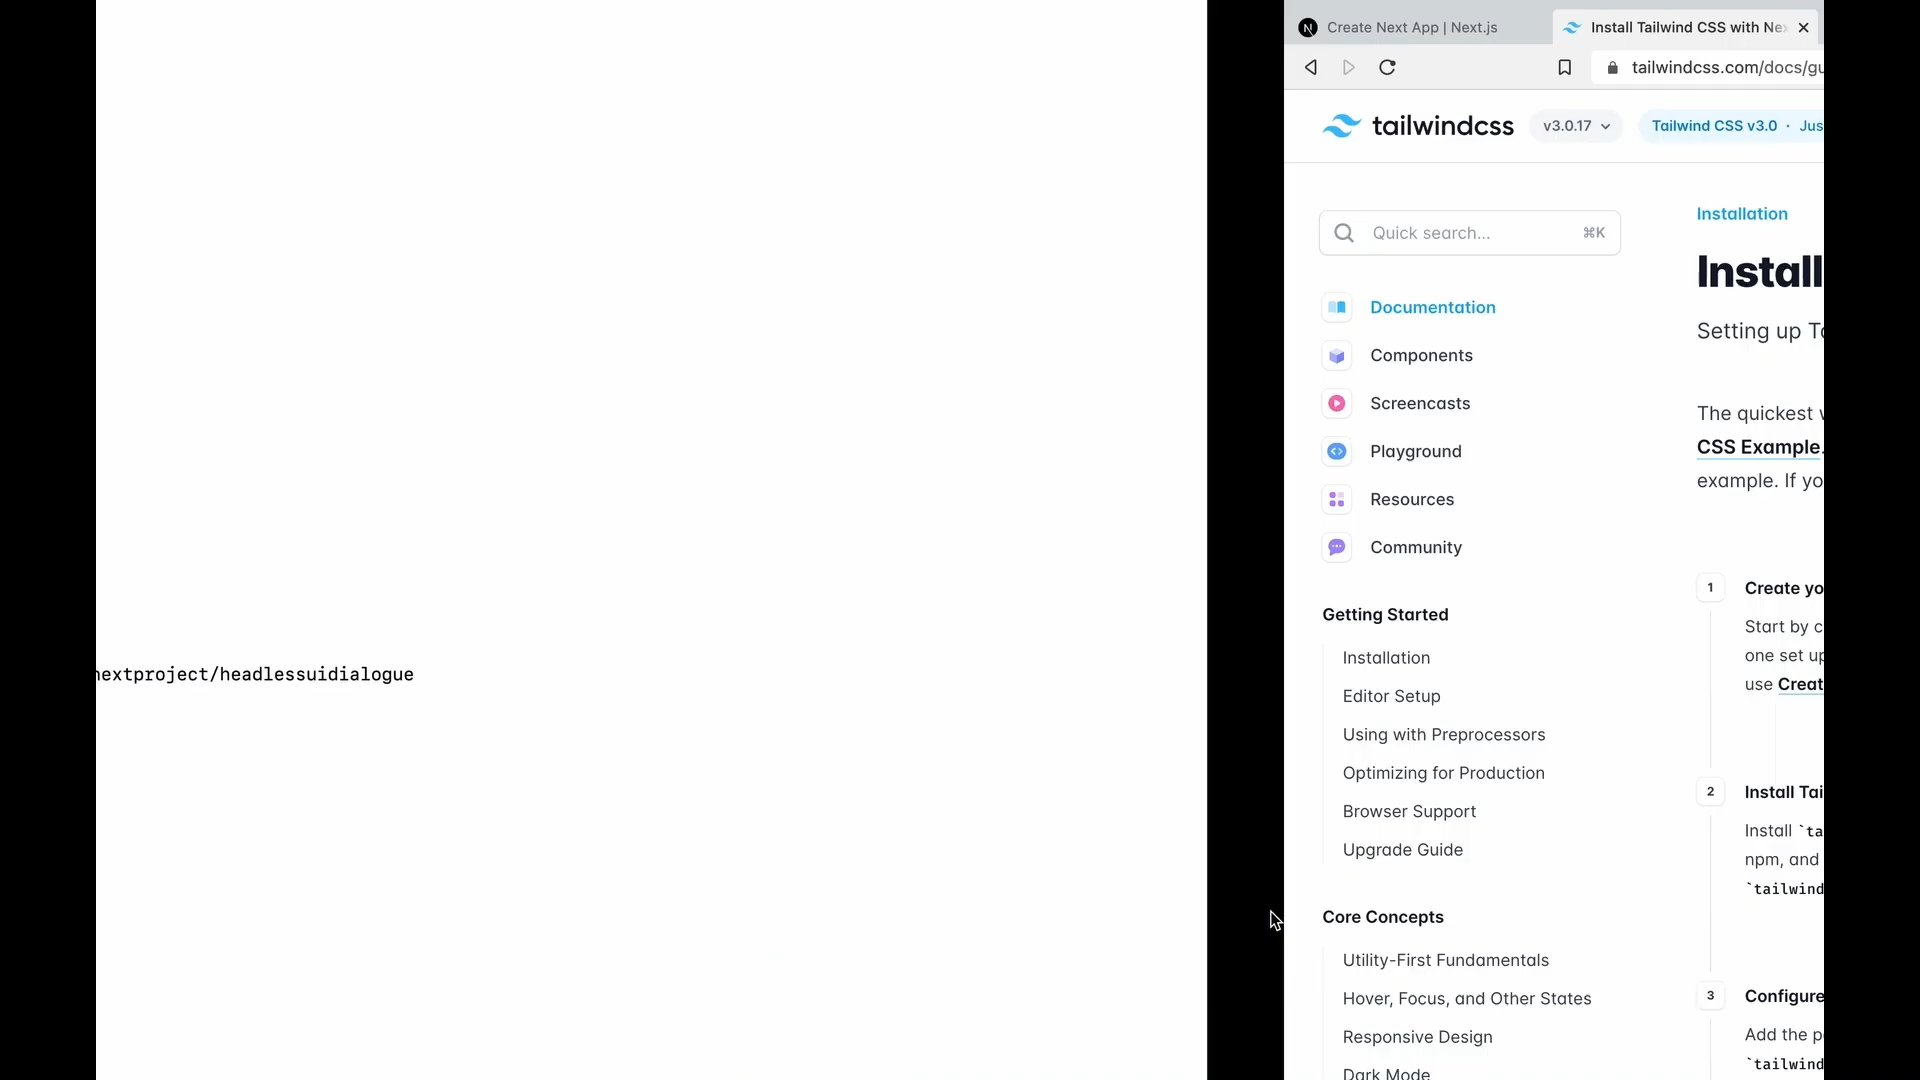 nextproject/headlessuidialogue
Create Next App | Next.js
Install Tailwind CSS with Ne
tailwindcss.com/docs/gu
tailwindcss
v3.0.17
Tailwind CSS v3.0 · Jus
Quick search...
⌘K
Documentation
Components
Screencasts
Playground
Resources
Community
Getting Started
Installation
Editor Setup
Using with Preprocessors
Optimizing for Production
Browser Support
Upgrade Guide
Core Concepts
Utility-First Fundamentals
Hover, Focus, and Other States
Responsive Design
Dark Mode
Installation
Install
Setting up T
The quickest
CSS Example.
example. If yo
1
Create yo
Start by c
one set up
use Creat
2
Install Tai
Install `ta
npm, and
`tailwind
3
Configure
Add the p
`tailwind